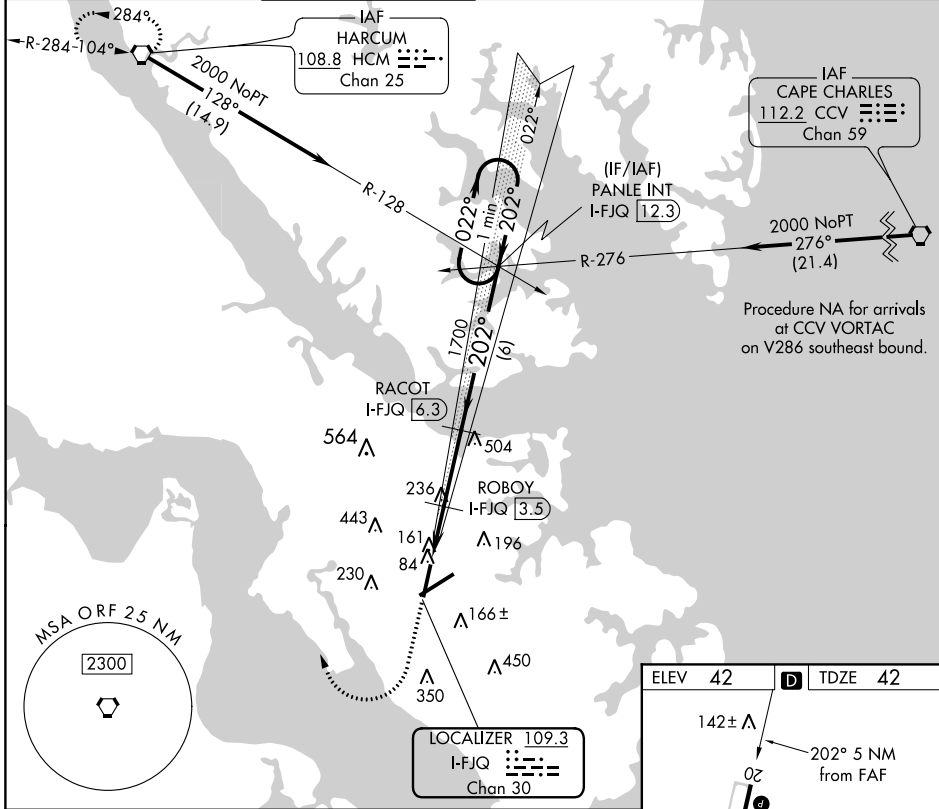 284°
R-284-104°
IAF
HARCUM
108.8 HCM
Chan 25
2000 NoPT
128°
(14.9)
R-128
022°
IAF
CAPE CHARLES
112.2 CCV
Chan 59
(IF/IAF)
PANLE INT
I-FJQ 12.3
022°
1 min
202°
2000 NoPT
276°
(21.4)
R-276
Procedure NA for arrivals
at CCV VORTAC
on V286 southeast bound.
1700
202°
(6)
RACOT
I-FJQ 6.3
564
504
236
ROBOY
I-FJQ 3.5
443
161
196
84
230
166±
450
350
MSA ORF 25 NM
2300
LOCALIZER 109.3
I-FJQ
Chan 30
ELEV 42
D
TDZE 42
142±
202° 5 NM
from FAF
20
P